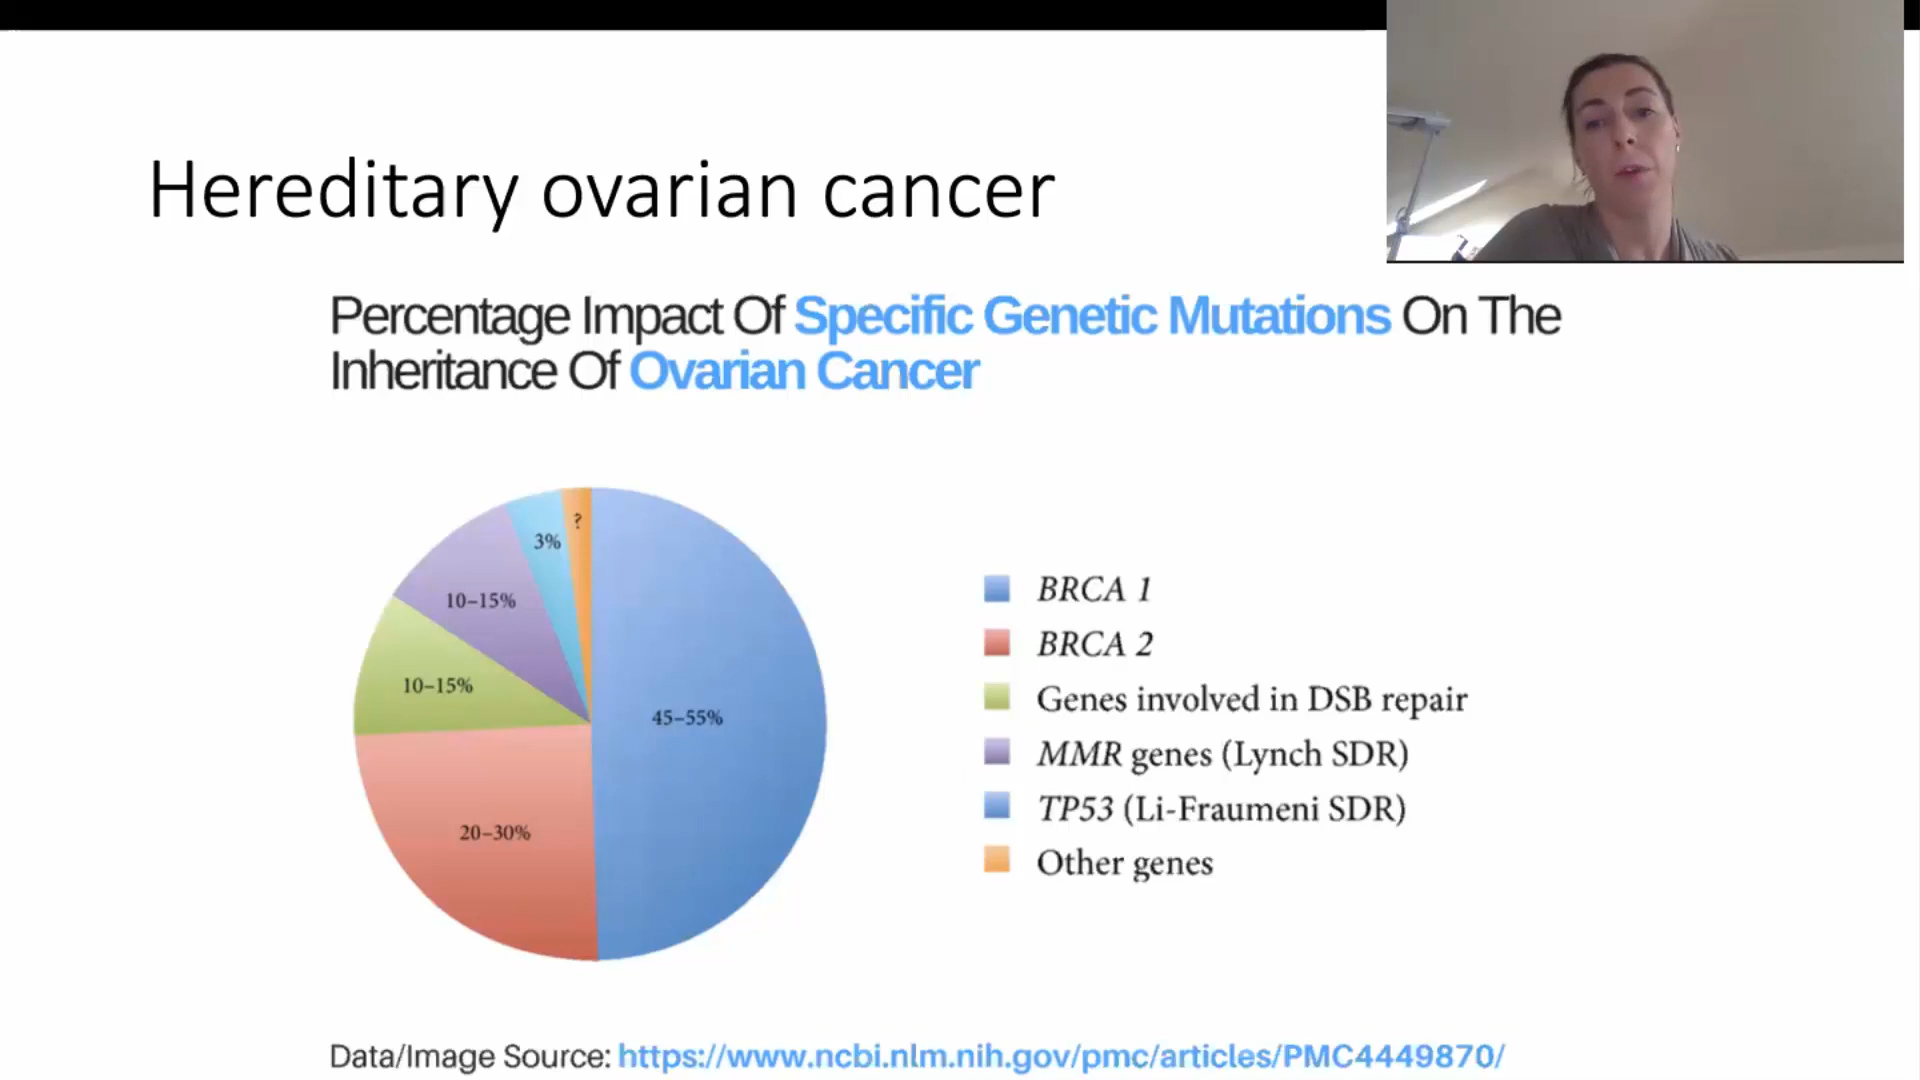 Hereditary ovarian cancer
Percentage Impact Of Specific Genetic Mutations On The
Inheritance Of Ovarian Cancer
?
3%
10–15%
10–15%
45–55%
20–30%
BRCA 1
BRCA 2
Genes involved in DSB repair
MMR genes (Lynch SDR)
TP53 (Li-Fraumeni SDR)
Other genes
Data/Image Source: https://www.ncbi.nlm.nih.gov/pmc/articles/PMC4449870/